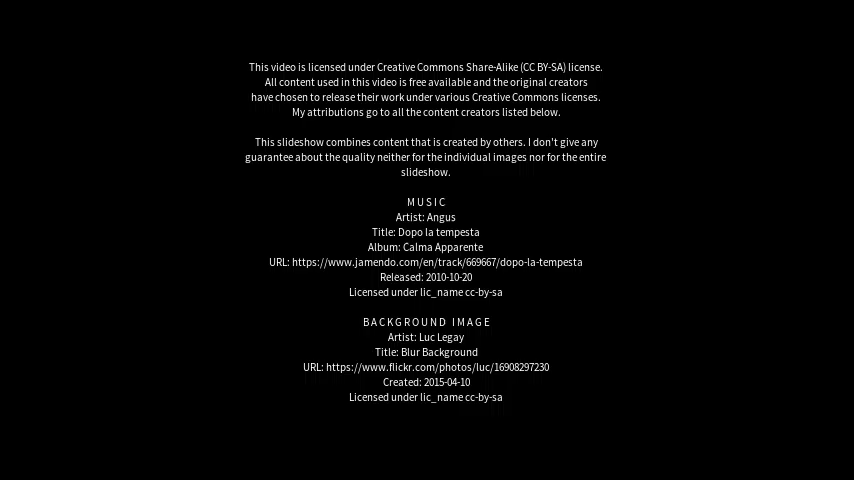 This video is licensed under Creative Commons Share-Alike (CC BY-SA) license.
All content used in this video is free available and the original creators
have chosen to release their work under various Creative Commons licenses.
My attributions go to all the content creators listed below.
This slideshow combines content that is created by others. I don't give any
guarantee about the quality neither for the individual images nor for the entire
slideshow.
MUSIC
Artist: Angus
Title: Dopo la tempesta
Album: Calma Apparente
URL: https://www.jamendo.com/en/track/669667/dopo-la-tempesta
Released: 2010-10-20
Licensed under lic_name cc-by-sa
BACKGROUND IMAGE
Artist: Luc Legay
Title: Blur Background
URL: https://www.flickr.com/photos/luc/16908297230
Created: 2015-04-10
Licensed under lic_name cc-by-sa